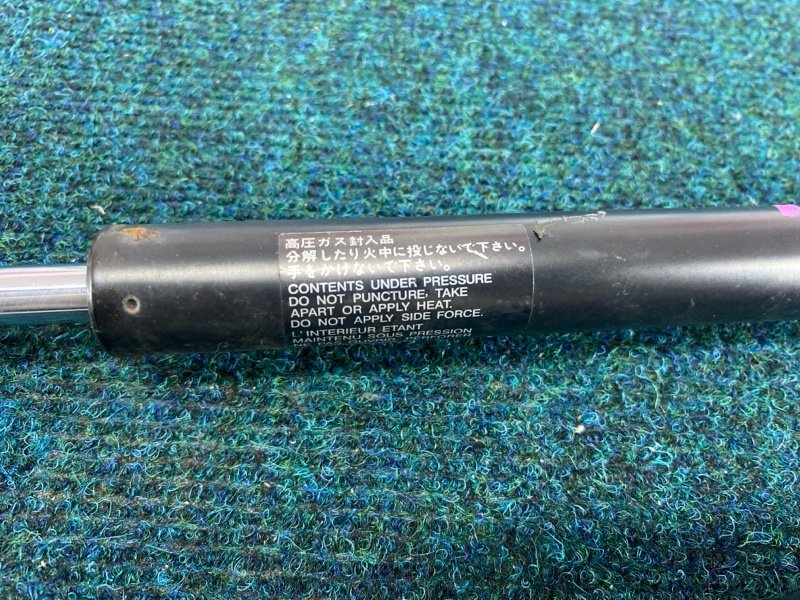 高圧ガス封入品
分解したり火中に投じないで下さい。
手をかけないで下さい。
CONTENTS UNDER PRESSURE
DO NOT PUNCTURE, TAKE
APART OR APPLY HEAT.
DO NOT APPLY SIDE FORCE.
L'INTERIEUR ETANT
MAINTENU SOUS PRESSION